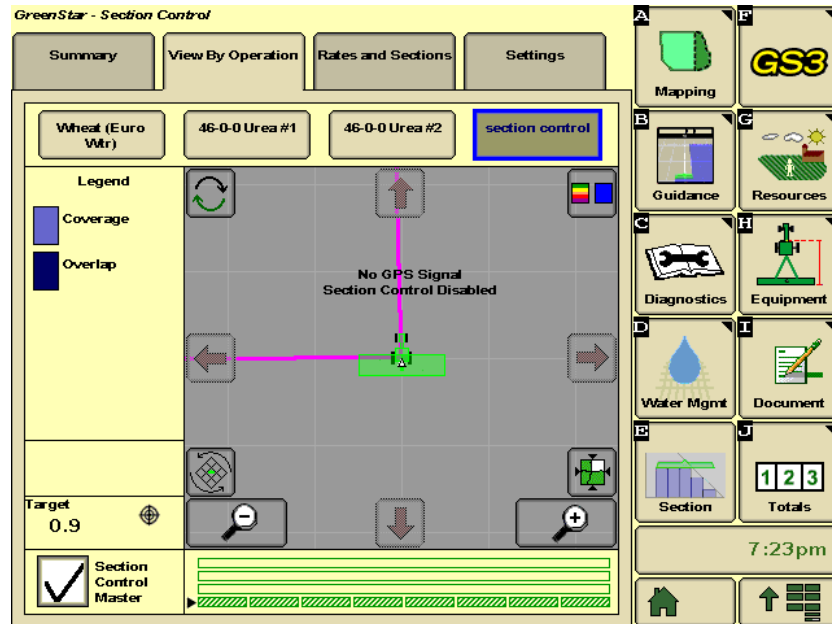 GreenStar - Section Control
Summary
View By Operation
Rates and Sections
Settings
Wheat (Euro
Wtr)
46-0-0 Urea #1
46-0-0 Urea #2
section control
Legend
Coverage
Overlap
No GPS Signal
Section Control Disabled
Target
0.9
Section
Control
Master
A
Mapping
F
GS3
B
Guidance
G
Resources
C
Diagnostics
H
Equipment
D
Water Mgmt
I
Document
E
Section
J
1 2 3
Totals
7:23pm